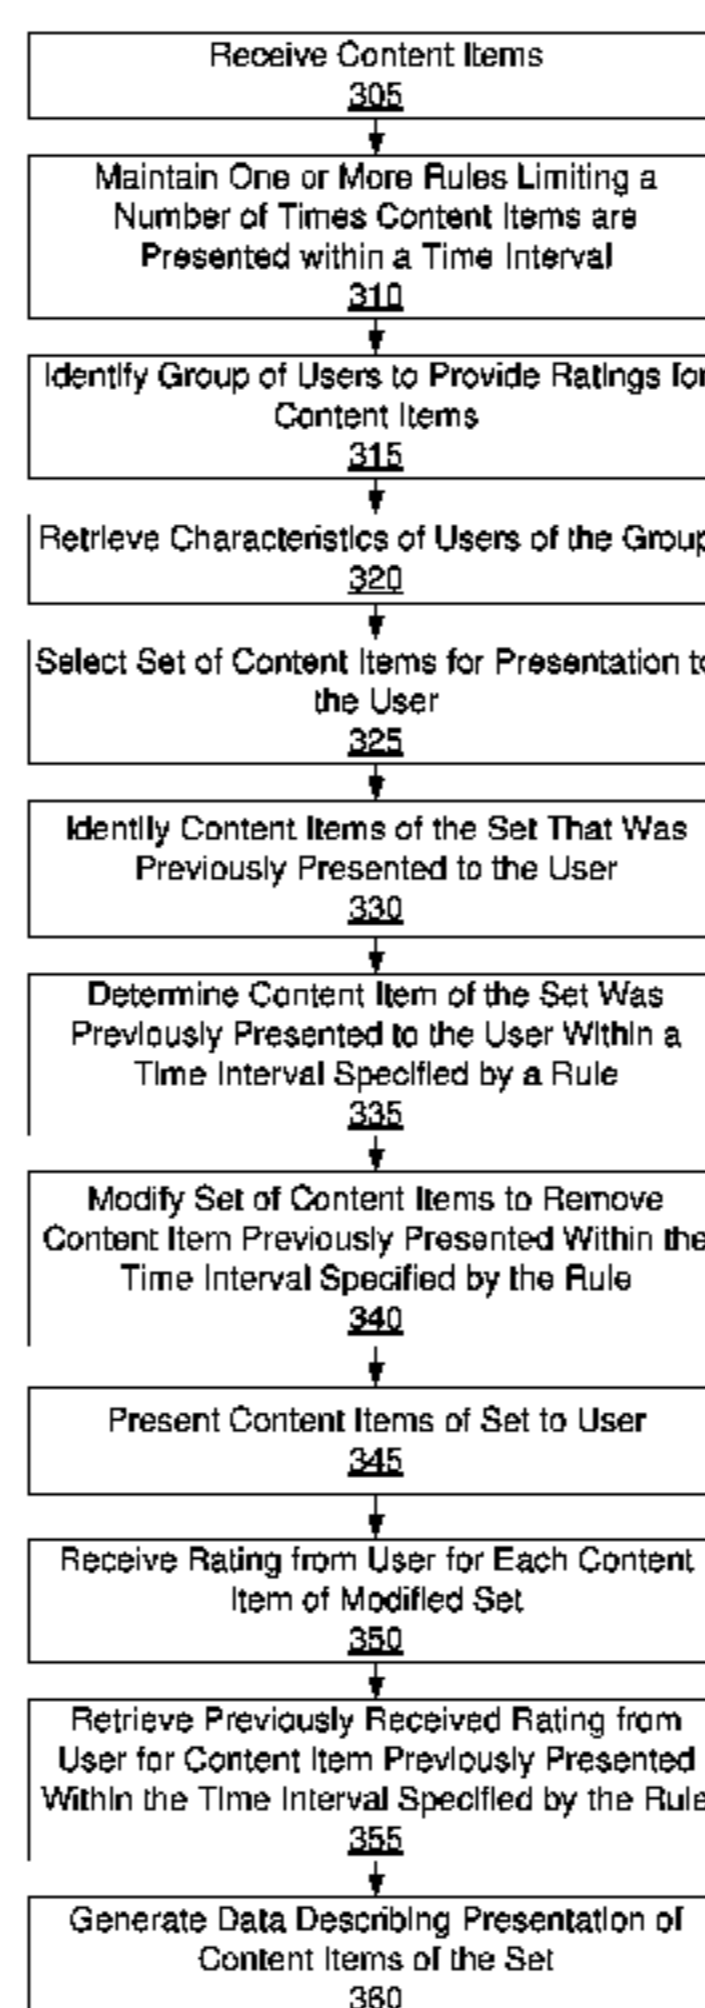 Receive Content Items
305
Maintain One or More Rules Limiting a
Number of Times Content Items are
Presented within a Time Interval
310
Identify Group of Users to Provide Ratings for
Content Items
315
Retrieve Characteristics of Users of the Group
320
Select Set of Content Items for Presentation to
the User
325
Identify Content Items of the Set That Was
Previously Presented to the User
330
Determine Content Item of the Set Was
Previously Presented to the User Within a
Time Interval Specified by a Rule
335
Modify Set of Content Items to Remove
Content Item Previously Presented Within the
Time Interval Specified by the Rule
340
Present Content Items of Set to User
345
Receive Rating from User for Each Content
Item of Modified Set
350
Retrieve Previously Received Rating from
User for Content Item Previously Presented
Within the Time Interval Specified by the Rule
355
Generate Data Describing Presentation of
Content Items of the Set
360